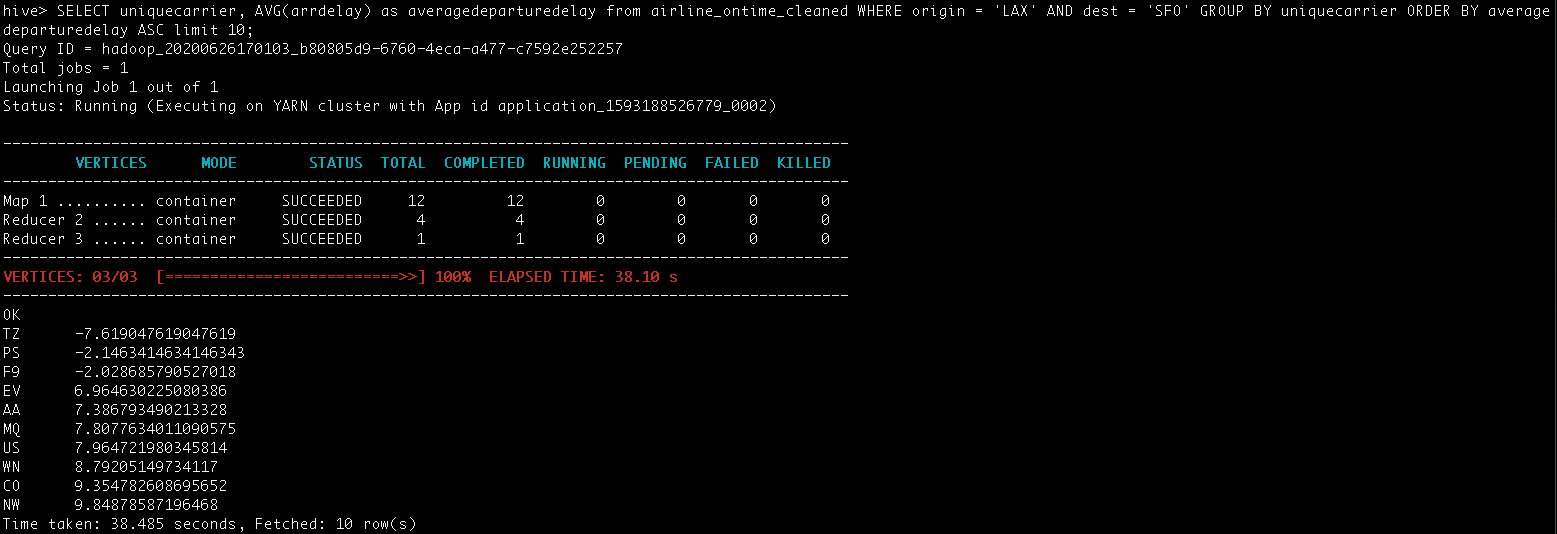 hive> SELECT uniquecarrier, AVG(arrdelay) as averagedeparturedelay from airline_ontime_cleaned WHERE origin = 'LAX' AND dest = 'SFO' GROUP BY uniquecarrier ORDER BY average
departuredelay ASC limit 10;
Query ID = hadoop_20200626170103_b80805d9-6760-4eca-a477-c7592e252257
Total jobs = 1
Launching Job 1 out of 1
Status: Running (Executing on YARN cluster with App id application_1593188526779_0002)
----------------------------------------------------------------------------------------------
VERTICES MODE STATUS TOTAL COMPLETED RUNNING PENDING FAILED KILLED
----------------------------------------------------------------------------------------------
Map 1 .......... container SUCCEEDED 12 12 0 0 0 0
Reducer 2 ...... container SUCCEEDED 4 4 0 0 0 0
Reducer 3 ...... container SUCCEEDED 1 1 0 0 0 0
----------------------------------------------------------------------------------------------
VERTICES: 03/03 [==========================>>] 100% ELAPSED TIME: 38.10 s
----------------------------------------------------------------------------------------------
OK
TZ -7.619047619047619
PS -2.1463414634146343
F9 -2.028685790527018
EV 6.964630225080386
AA 7.386793490213328
MQ 7.8077634011090575
US 7.964721980345814
WN 8.79205149734117
CO 9.354782608695652
NW 9.84878587196468
Time taken: 38.485 seconds, Fetched: 10 row(s)